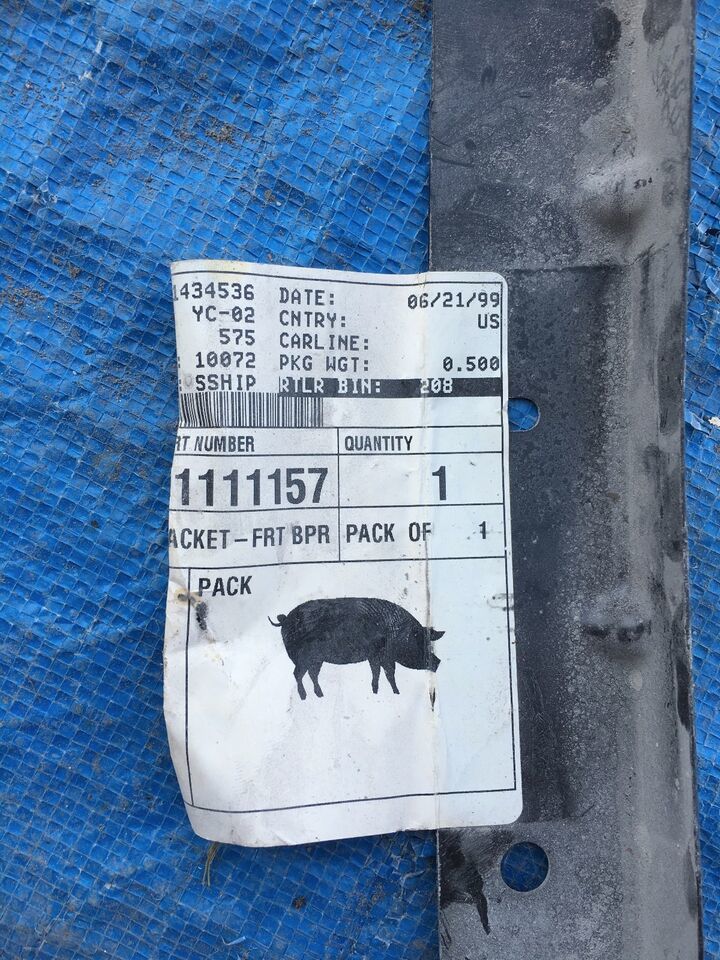 1434536 DATE: 06/21/99
YC-02 CNTRY: US
575 CARLINE:
: 10072 PKG WGT: 0.500
: SSHIP RTLR BIN: 208
RT NUMBER QUANTITY
1111157 1
ACKET-FRT BPR PACK OF 1
PACK